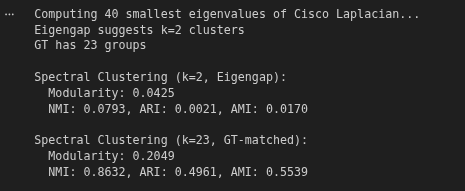 Computing 40 smallest eigenvalues of Cisco Laplacian...
Eigengap suggests k=2 clusters
GT has 23 groups
Spectral Clustering (k=2, Eigengap):
Modularity: 0.0425
NMI: 0.0793, ARI: 0.0021, AMI: 0.0170
Spectral Clustering (k=23, GT-matched):
Modularity: 0.2049
NMI: 0.8632, ARI: 0.4961, AMI: 0.5539